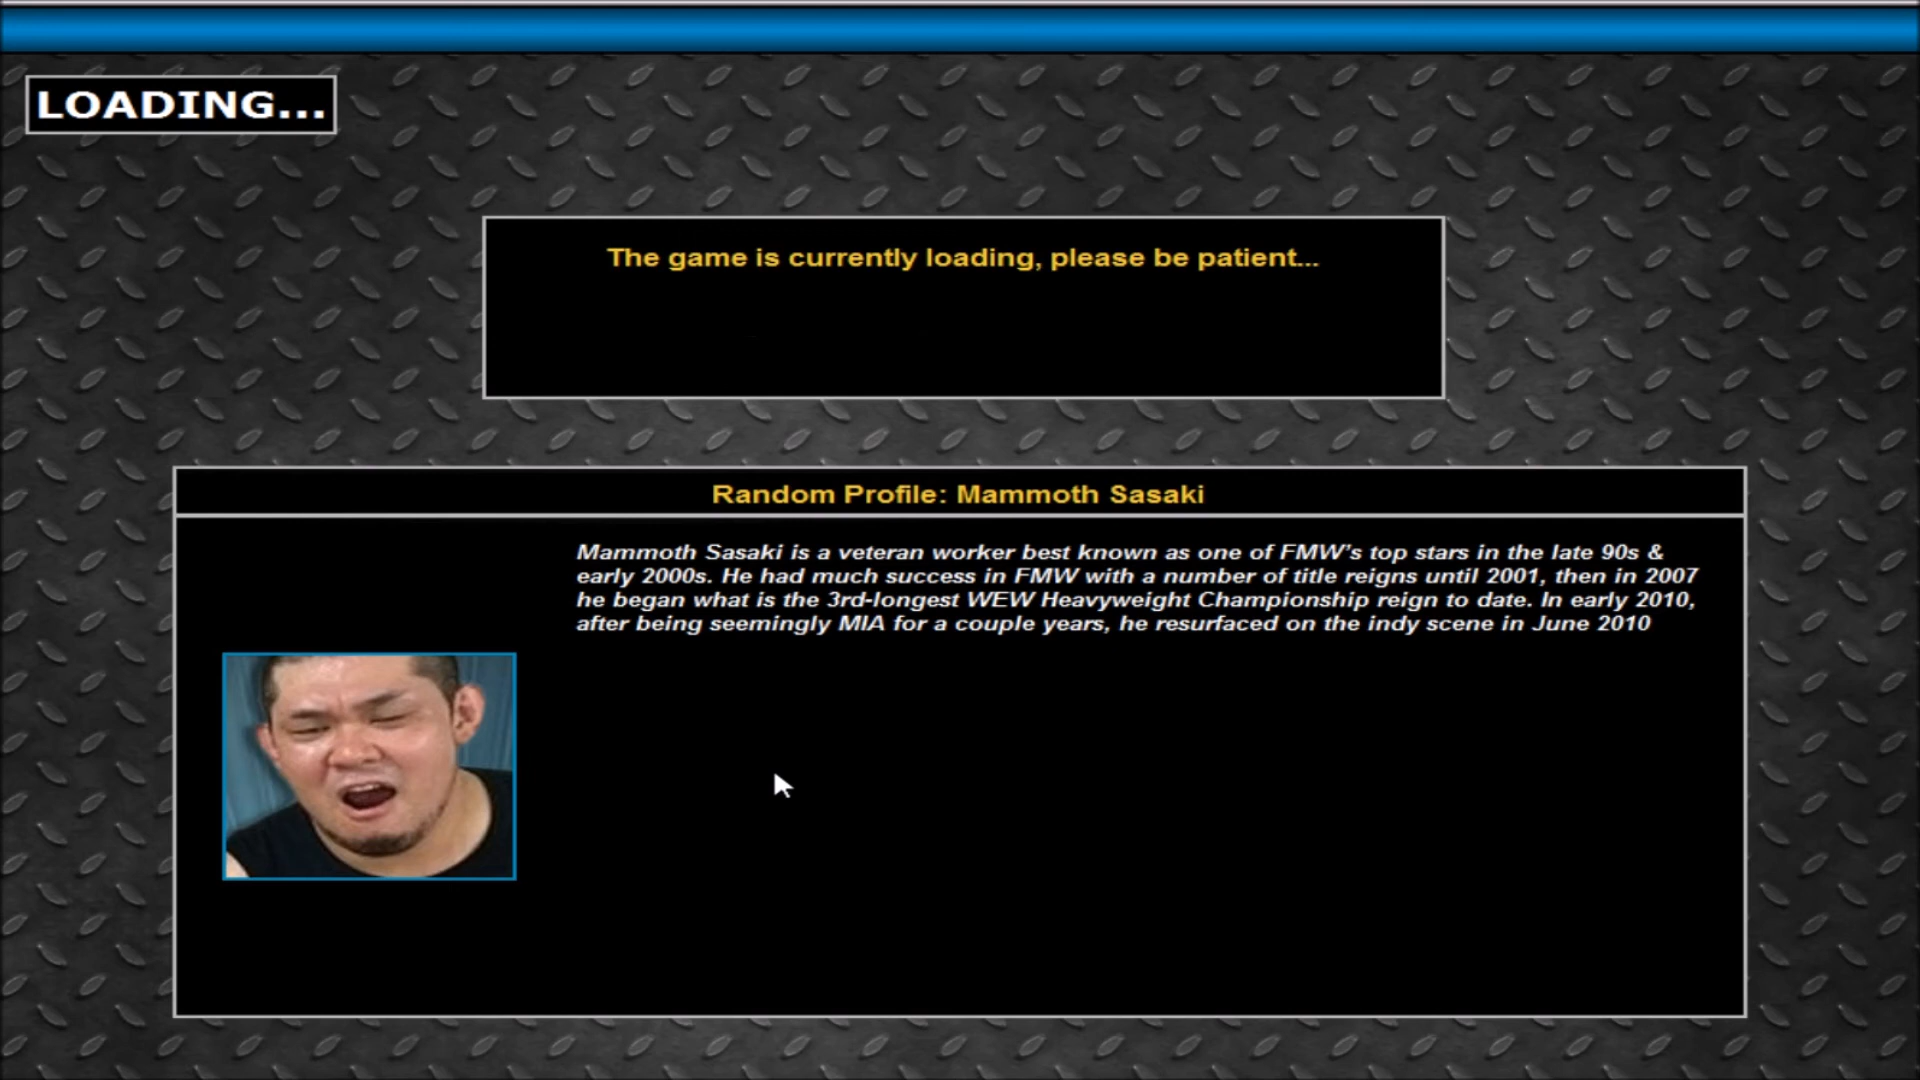 LOADING...
The game is currently loading, please be patient...
Random Profile: Mammoth Sasaki
Mammoth Sasaki is a veteran worker best known as one of FMW's top stars in the late 90s &
early 2000s. He had much success in FMW with a number of title reigns until 2001, then in 2007
he began what is the 3rd-longest WEW Heavyweight Championship reign to date. In early 2010,
after being seemingly MIA for a couple years, he resurfaced on the indy scene in June 2010